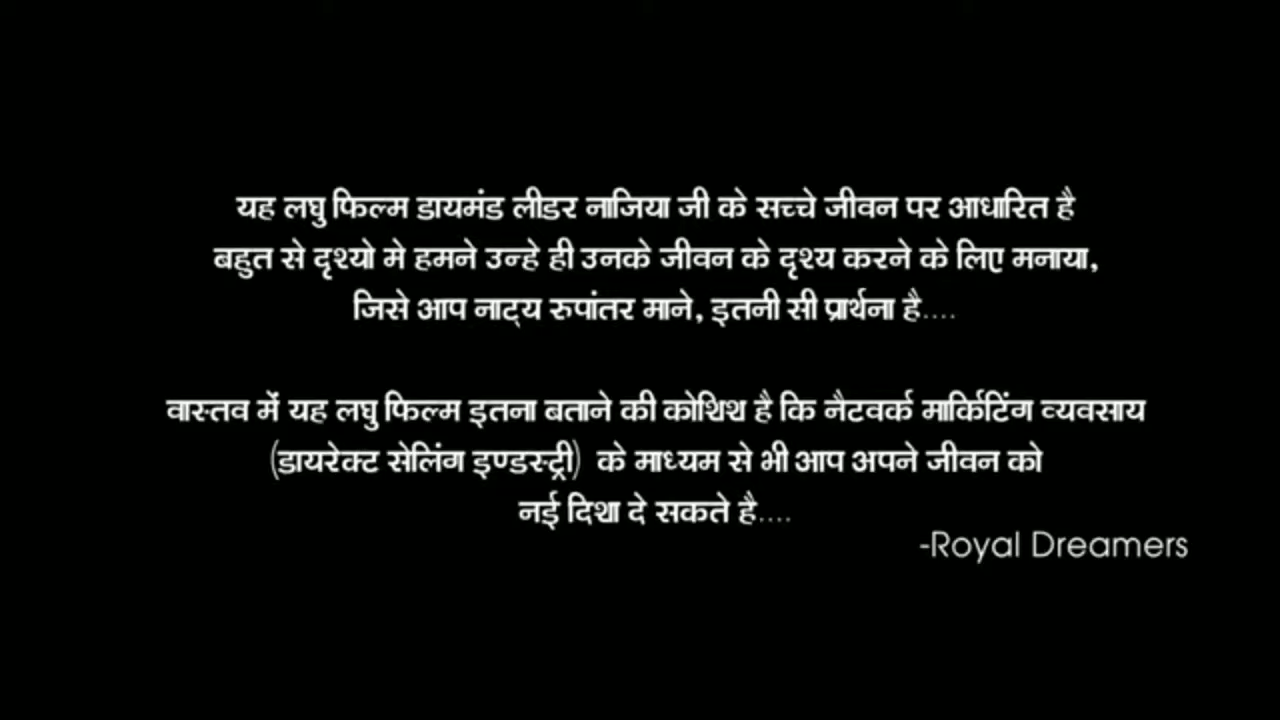 यह लघु फिल्म डायमंड लीडर नाजिया जी के सच्चे जीवन पर आधारित है
बहुत से दृश्यो मे हमने उन्हे ही उनके जीवन के दृश्य करने के लिए मनाया,
जिसे आप नाट्य रुपांतर माने, इतनी सी प्रार्थना है....
वास्तव में यह लघु फिल्म इतना बताने की कोशिश है कि नैटवर्क मार्किटिंग व्यवसाय
(डायरेक्ट सेलिंग इण्डस्ट्री) के माध्यम से भी आप अपने जीवन को
नई दिशा दे सकते है....
-Royal Dreamers